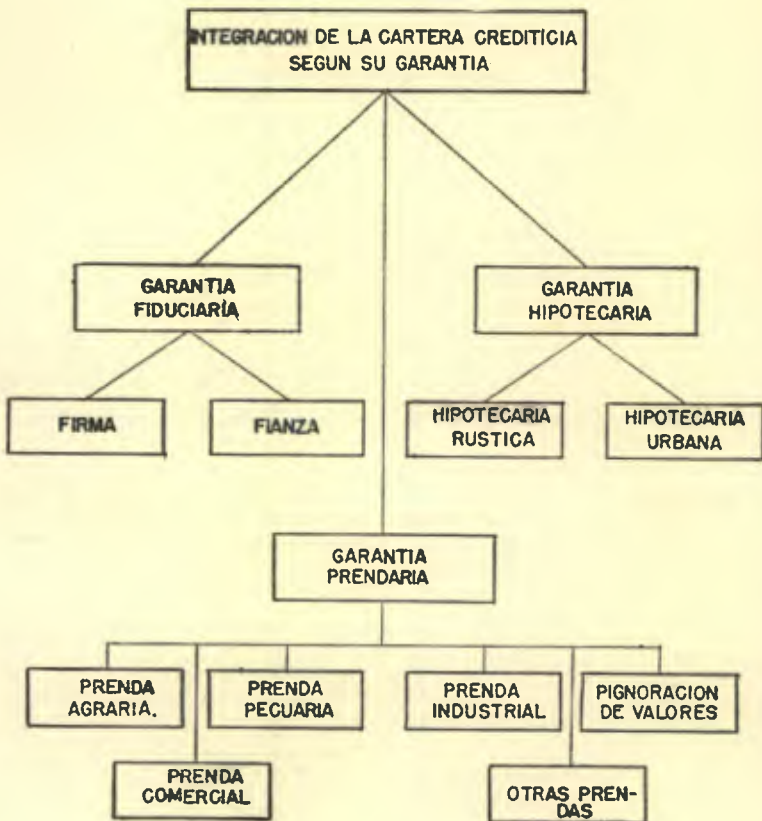 INTEGRACION DE LA CARTERA CREDITICIA
SEGUN SU GARANTIA
GARANTIA
FIDUCIARÍA
GARANTIA
HIPOTECARIA
FIRMA
FIANZA
HIPOTECARIA
RUSTICA
HIPOTECARIA
URBANA
GARANTIA
PRENDARIA
PRENDA
AGRARIA.
PRENDA
PECUARIA
PRENDA
INDUSTRIAL
PIGNORACION
DE VALORES
PRENDA
COMERCIAL
OTRAS PREN-
DAS